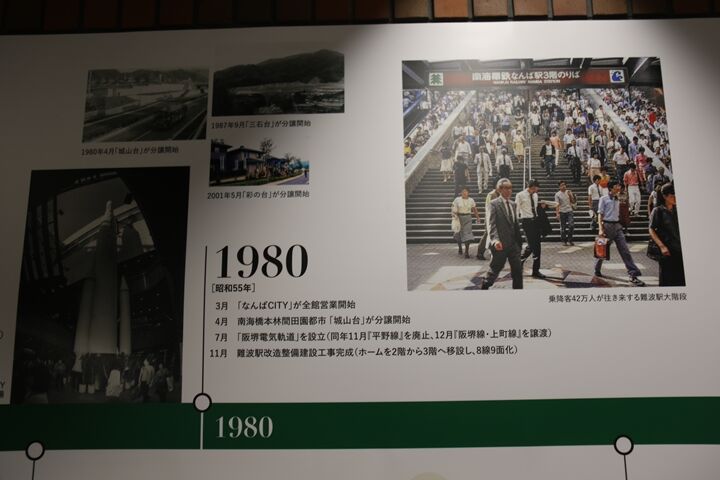 南海電鉄なんば駅3階のりば
NANKAI RAILWAY NAMBA STATION
1987年9月「三石台」が分譲開始
1980年4月「城山台」が分譲開始
2001年5月「彩の台」が分譲開始
1980
[昭和55年]
3月 「なんばCITY」が全館営業開始
4月 南海橋本林間田園都市 「城山台」が分譲開始
7月 「阪堺電気軌道」を設立(同年11月『平野線』を廃止、12月『阪堺線・上町線』を譲渡)
11月 難波駅改造整備建設工事完成(ホームを2階から3階へ移設し、8線9面化)
乗降客42万人が往き来する難波駅大階段
1980